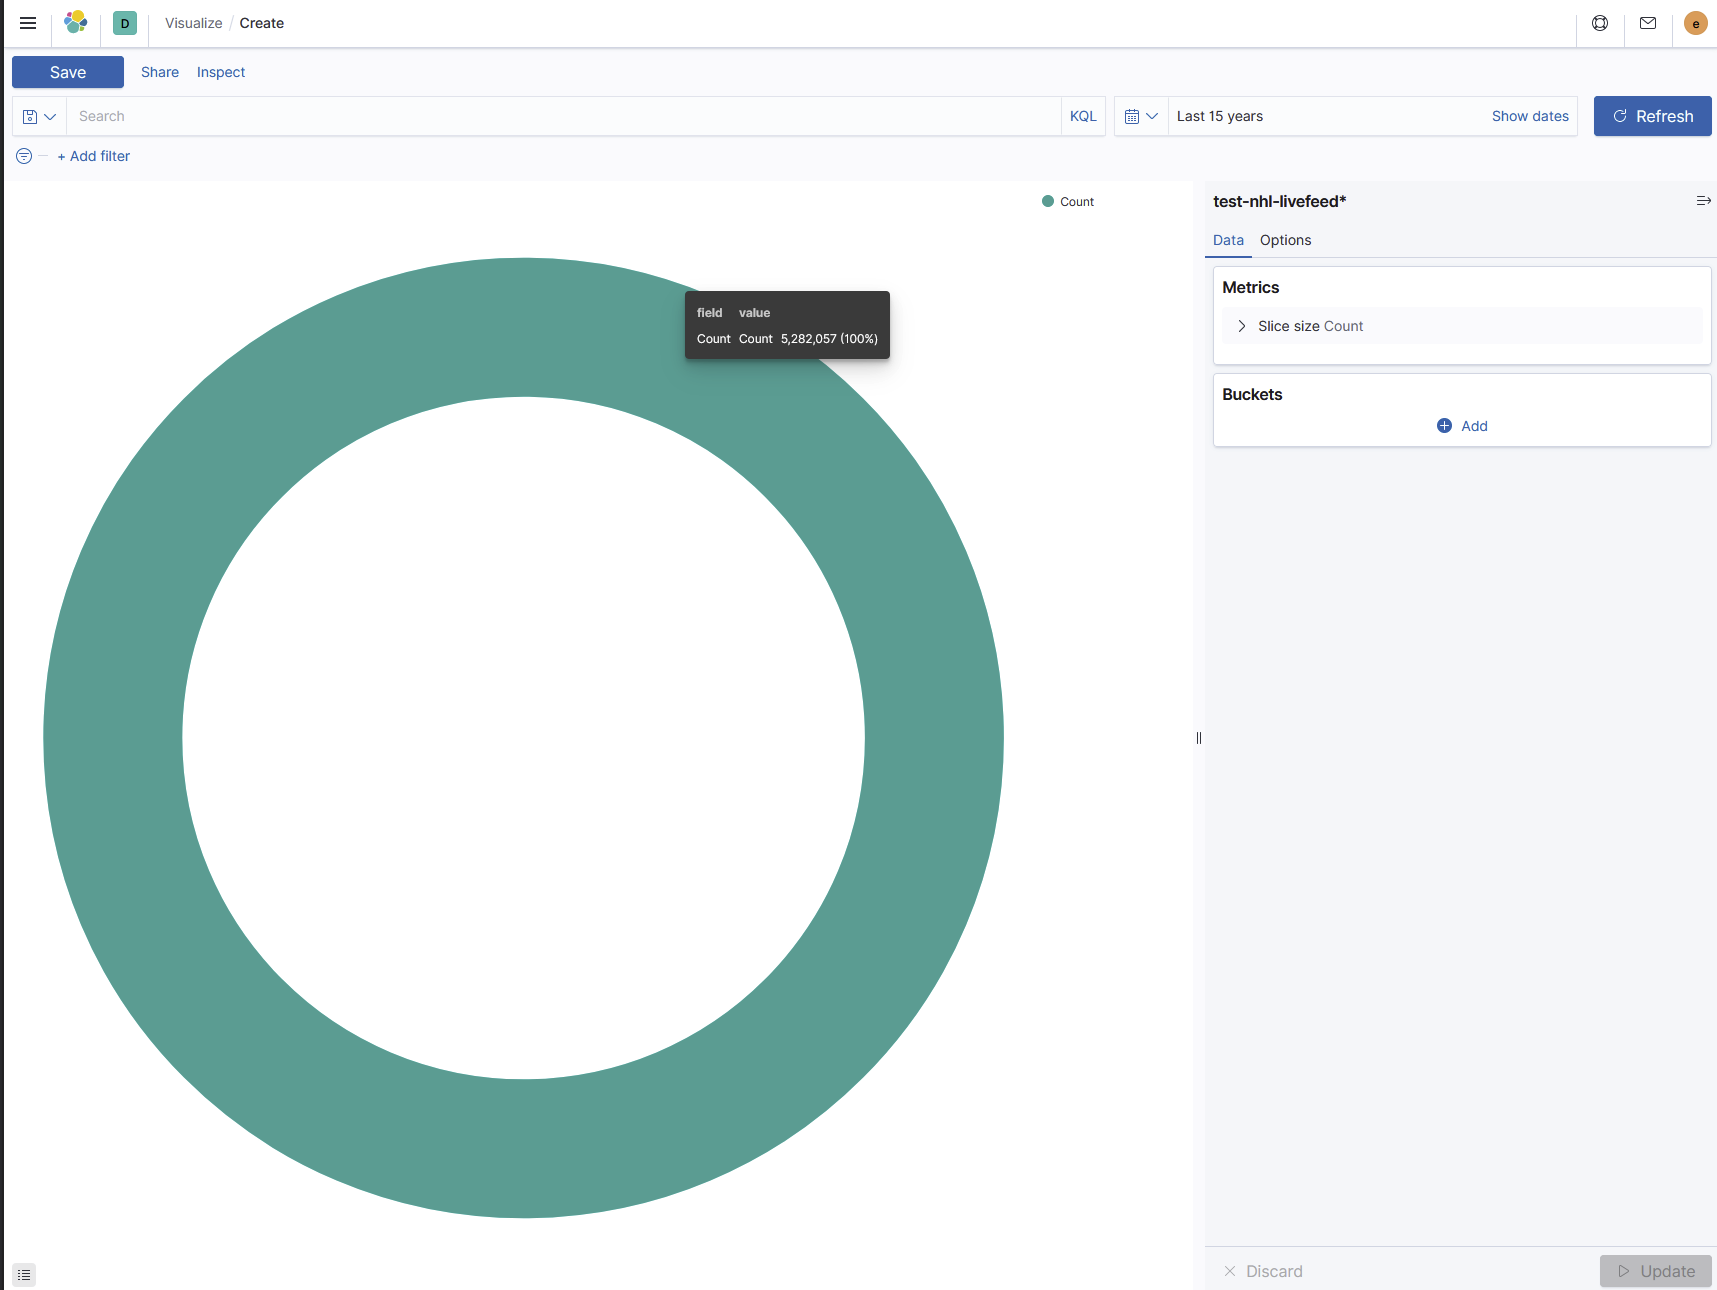 D Visualize / Create e
Save Share Inspect
Search KQL Last 15 years Show dates Refresh
+ Add filter
Count
field value
Count Count 5,282,057 (100%)
test-nhl-livefeed*
Data Options
Metrics
Slice size Count
Buckets
Add
Discard Update